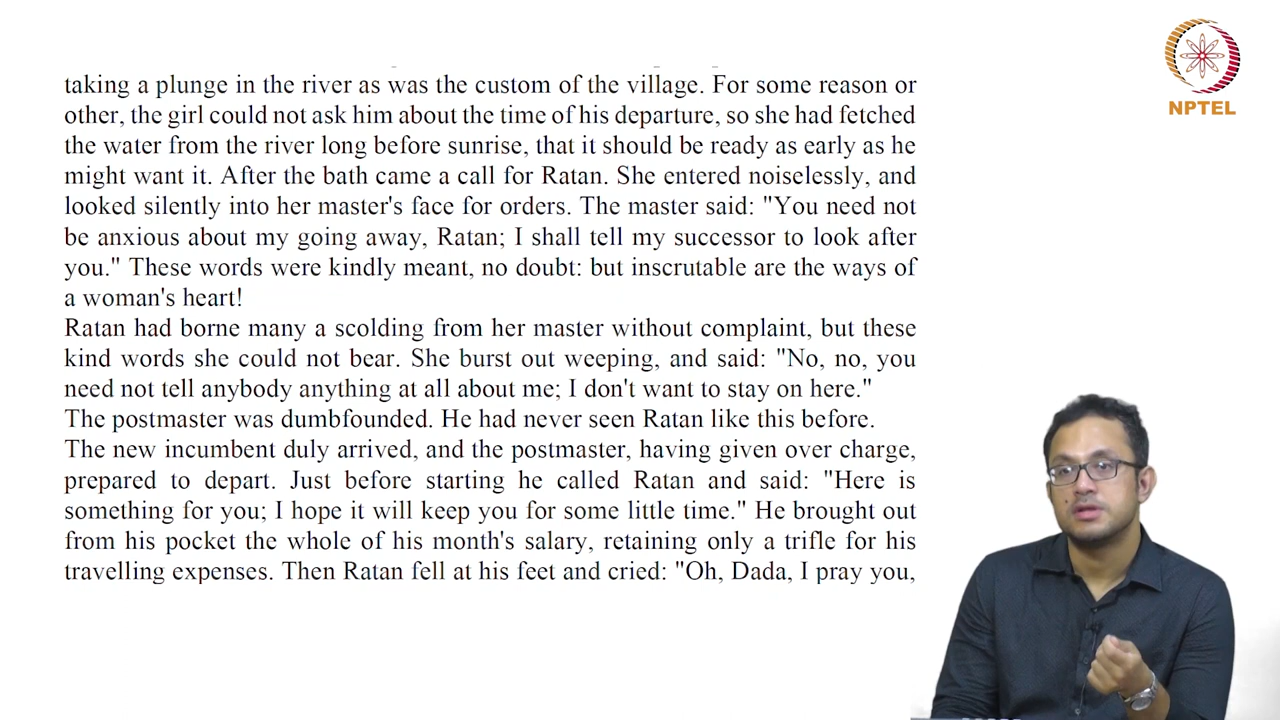 taking a plunge in the river as was the custom of the village. For some reason or
other, the girl could not ask him about the time of his departure, so she had fetched
the water from the river long before sunrise, that it should be ready as early as he
might want it. After the bath came a call for Ratan. She entered noiselessly, and
looked silently into her master's face for orders. The master said: "You need not
be anxious about my going away, Ratan; I shall tell my successor to look after
you." These words were kindly meant, no doubt: but inscrutable are the ways of
a woman's heart!
Ratan had borne many a scolding from her master without complaint, but these
kind words she could not bear. She burst out weeping, and said: "No, no, you
need not tell anybody anything at all about me; I don't want to stay on here."
The postmaster was dumbfounded. He had never seen Ratan like this before.
The new incumbent duly arrived, and the postmaster, having given over charge,
prepared to depart. Just before starting he called Ratan and said: "Here is
something for you; I hope it will keep you for some little time." He brought out
from his pocket the whole of his month's salary, retaining only a trifle for his
travelling expenses. Then Ratan fell at his feet and cried: "Oh, Dada, I pray you,
NPTEL